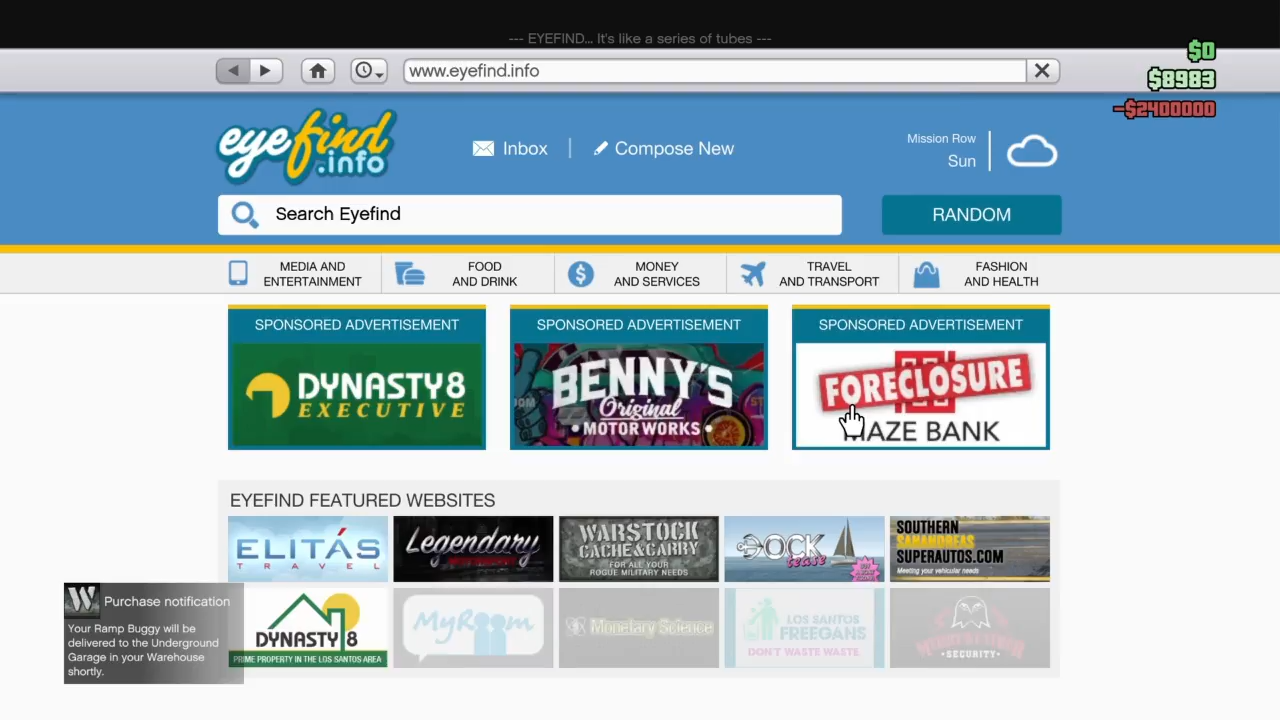 --- EYEFIND... It's like a series of tubes ---
$0
www.eyefind.info
$8983
-$2400000
eyefind
.info
Inbox
Compose New
Mission Row
Sun
Search Eyefind
RANDOM
MEDIA AND
ENTERTAINMENT
FOOD
AND DRINK
MONEY
AND SERVICES
TRAVEL
AND TRANSPORT
FASHION
AND HEALTH
SPONSORED ADVERTISEMENT
DYNASTY8
EXECUTIVE
SPONSORED ADVERTISEMENT
BENNY'S
Original
MOTOR WORKS
SPONSORED ADVERTISEMENT
FORECLOSURE
MAZE BANK
EYEFIND FEATURED WEBSITES
ELITÁS
TRAVEL
Legendary
WARSTOCK
CACHE & CARRY
FOR ALL YOUR
ROGUE MILITARY NEEDS
DOCK
tease
SOUTHERN
SANANDREAS
SUPERAUTOS.COM
Meeting your vehicular needs
W
Purchase notification
Your Ramp Buggy will be
delivered to the Underground
Garage in your Warehouse
shortly.
DYNASTY 8
PRIME PROPERTY IN THE LOS SANTOS AREA
MyRoom
Monetary Science
LOS SANTOS
FREEGANS
DON'T WASTE WASTE
SECURITY